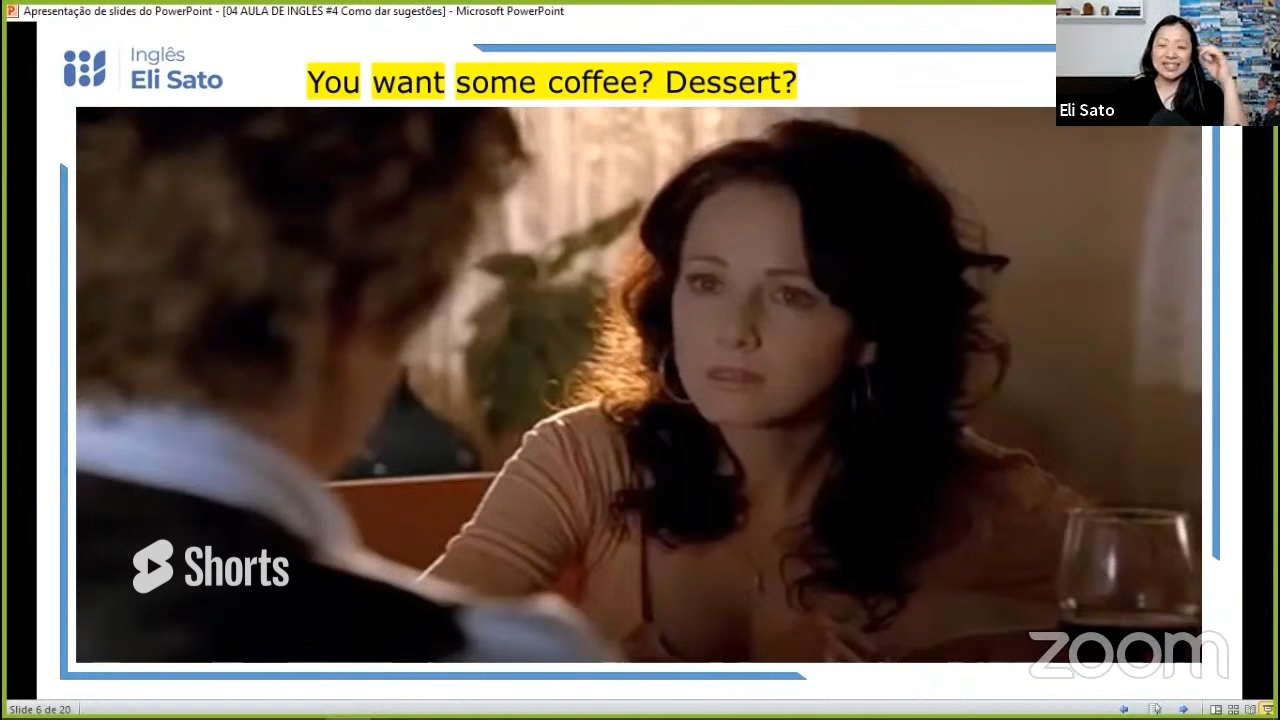 Apresentação de slides do PowerPoint - [04 AULA DE INGLÊS #4 Como dar sugestões] - Microsoft PowerPoint
Inglês
Eli Sato
You want some coffee? Dessert?
Eli Sato
Shorts
zoom
Slide 6 de 20